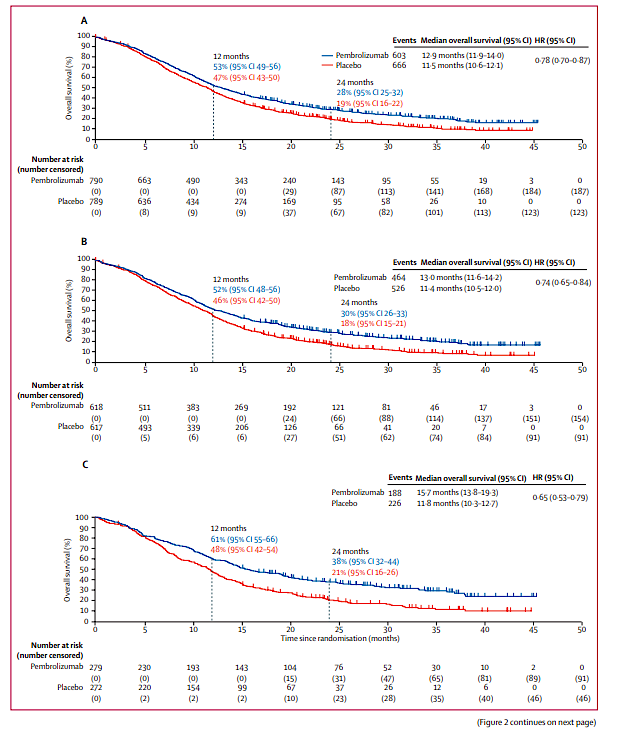 A
Events Median overall survival (95% CI) HR (95% CI)
Pembrolizumab 603 12·9 months (11·9–14·0) 0·78 (0·70–0·87)
Placebo 666 11·5 months (10·6–12·1)
12 months
53% (95% CI 49–56)
47% (95% CI 43–50)
24 months
28% (95% CI 25–32)
19% (95% CI 16–22)
Overall survival (%)
100
90
80
70
60
50
40
30
20
10
0
0 5 10 15 20 25 30 35 40 45 50
Number at risk
(number censored)
Pembrolizumab 790 663 490 343 240 143 95 55 19 3 0
(0) (0) (0) (0) (29) (87) (113) (141) (168) (184) (187)
Placebo 789 636 434 274 169 95 58 26 10 0 0
(0) (8) (9) (9) (37) (67) (82) (101) (113) (123) (123)
B
Events Median overall survival (95% CI) HR (95% CI)
Pembrolizumab 464 13·0 months (11·6–14·2) 0·74 (0·65–0·84)
Placebo 526 11·4 months (10·5–12·0)
12 months
52% (95% CI 48–56)
46% (95% CI 42–50)
24 months
30% (95% CI 26–33)
18% (95% CI 15–21)
Overall survival (%)
100
90
80
70
60
50
40
30
20
10
0
0 5 10 15 20 25 30 35 40 45 50
Number at risk
(number censored)
Pembrolizumab 618 511 383 269 192 121 81 46 17 3 0
(0) (0) (0) (0) (24) (66) (88) (114) (137) (151) (154)
Placebo 617 493 339 206 126 66 41 20 7 0 0
(0) (5) (6) (6) (27) (51) (62) (74) (84) (91) (91)
C
Events Median overall survival (95% CI) HR (95% CI)
Pembrolizumab 188 15·7 months (13·8–19·3) 0·65 (0·53–0·79)
Placebo 226 11·8 months (10·3–12·7)
12 months
61% (95% CI 55–66)
48% (95% CI 42–54)
24 months
38% (95% CI 32–44)
21% (95% CI 16–26)
Overall survival (%)
100
90
80
70
60
50
40
30
20
10
0
0 5 10 15 20 25 30 35 40 45 50
Time since randomisation (months)
Number at risk
(number censored)
Pembrolizumab 279 230 193 143 104 76 52 30 10 2 0
(0) (0) (0) (0) (15) (31) (47) (65) (81) (89) (91)
Placebo 272 220 154 99 67 37 26 12 6 0 0
(0) (2) (2) (2) (10) (23) (28) (35) (40) (46) (46)
(Figure 2 continues on next page)